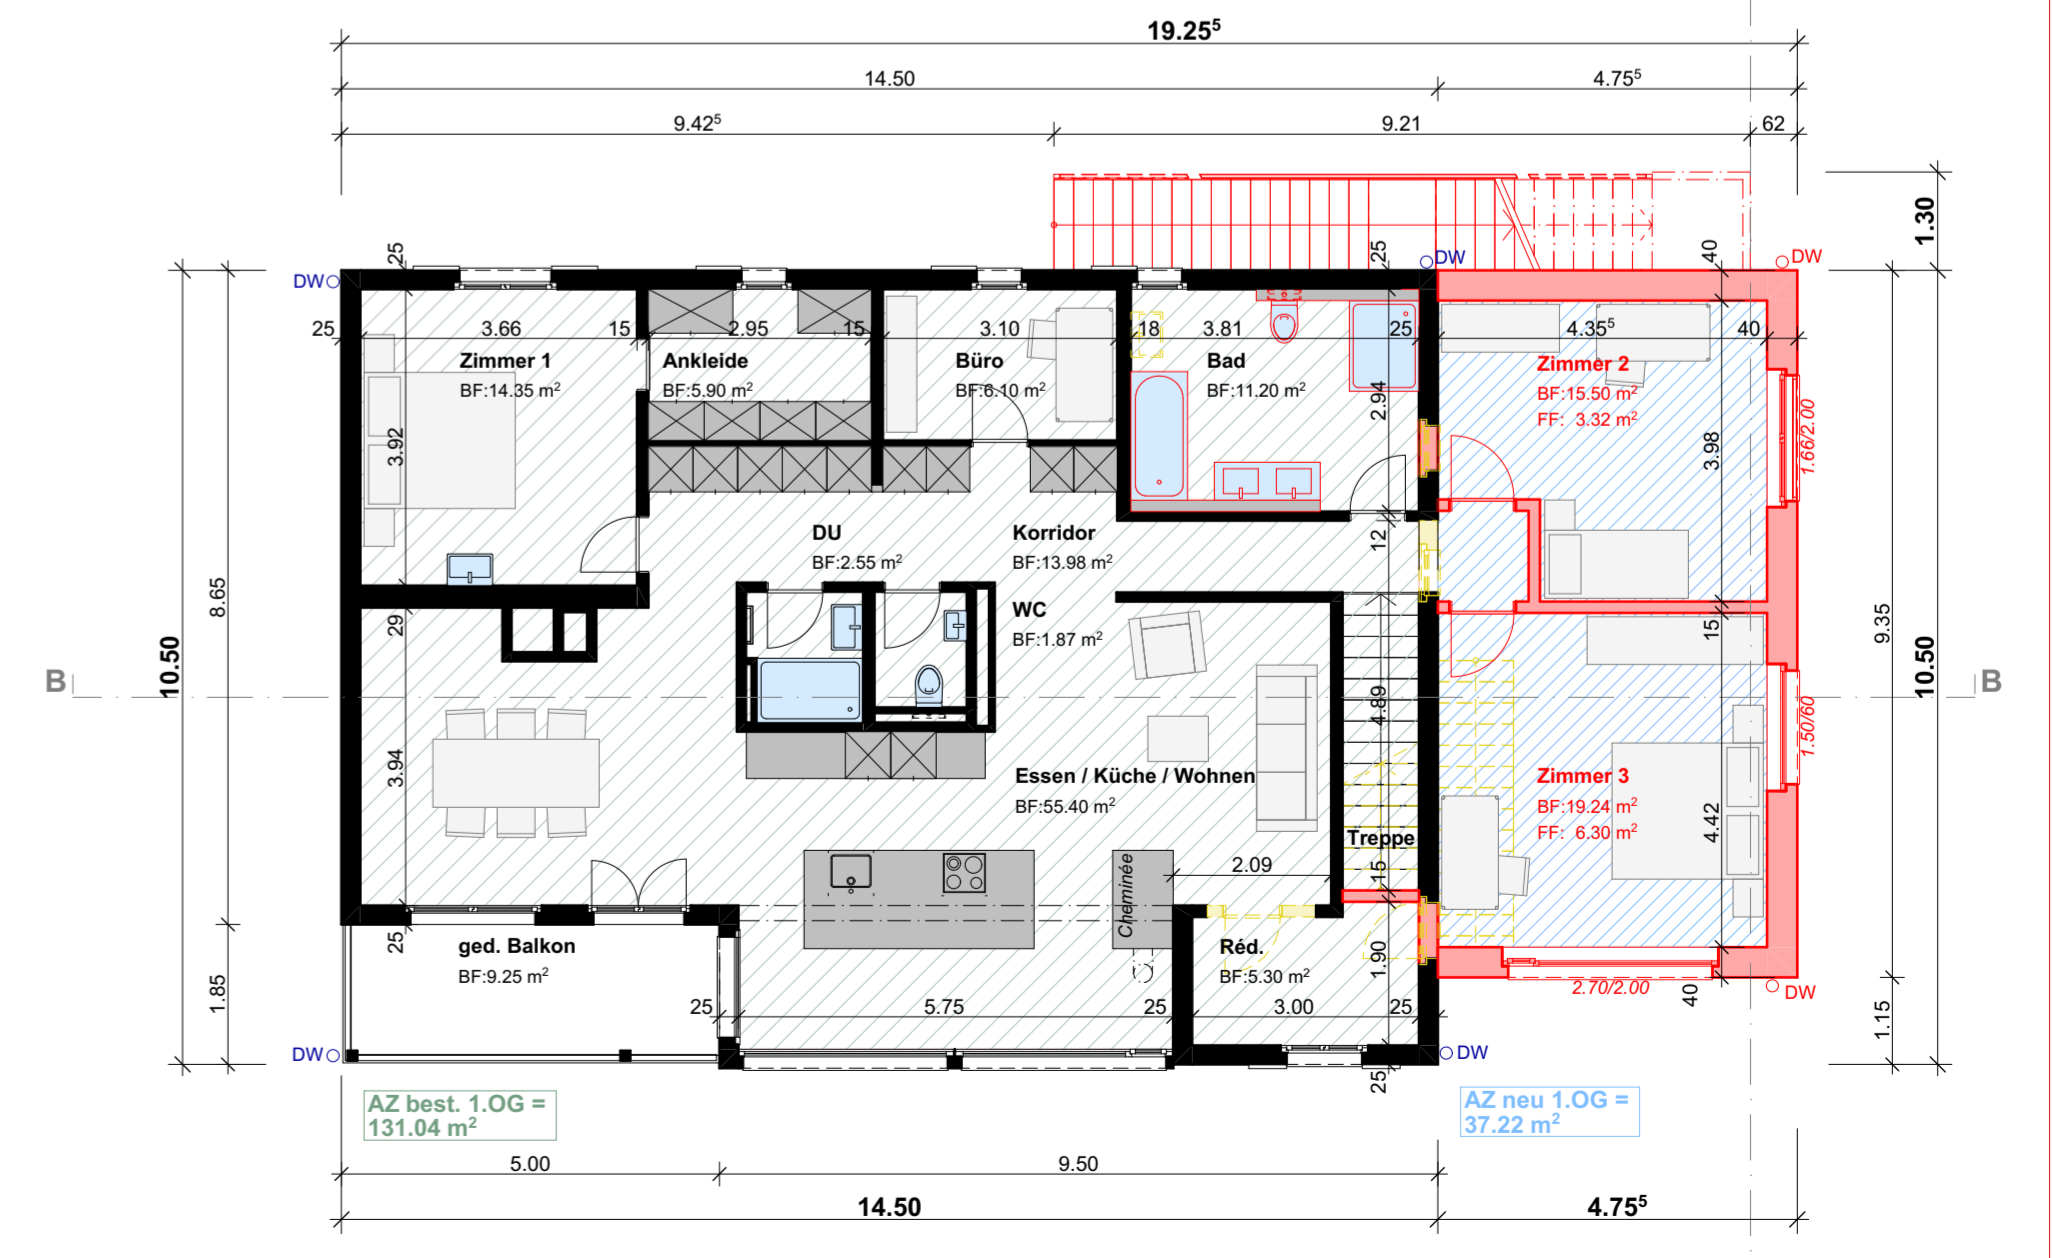 19.25⁵
14.50
4.75⁵
9.42⁵
9.21
62
1.30
25
25
40
DW
DW
DW
25
3.66
15
2.95
15
3.10
18
3.81
25
4.35⁵
40
Zimmer 1
BF:14.35 m²
Ankleide
BF:5.90 m²
Büro
BF:6.10 m²
Bad
BF:11.20 m²
Zimmer 2
BF:15.50 m²
FF: 3.32 m²
2.94
3.92
3.98
1.66/2.00
DU
BF:2.55 m²
Korridor
BF:13.98 m²
12
8.65
10.50
29
WC
BF:1.87 m²
15
9.35
10.50
B
B
4.89
3.94
1.50/60
Essen / Küche / Wohnen
BF:55.40 m²
Zimmer 3
BF:19.24 m²
FF: 6.30 m²
4.42
Treppe
15
2.09
Cheminée
25
ged. Balkon
BF:9.25 m²
Réd.
BF:5.30 m²
1.90
1.85
25
5.75
25
3.00
25
2.70/2.00
40
DW
1.15
DW
DW
25
AZ best. 1.OG =
131.04 m²
AZ neu 1.OG =
37.22 m²
5.00
9.50
14.50
4.75⁵